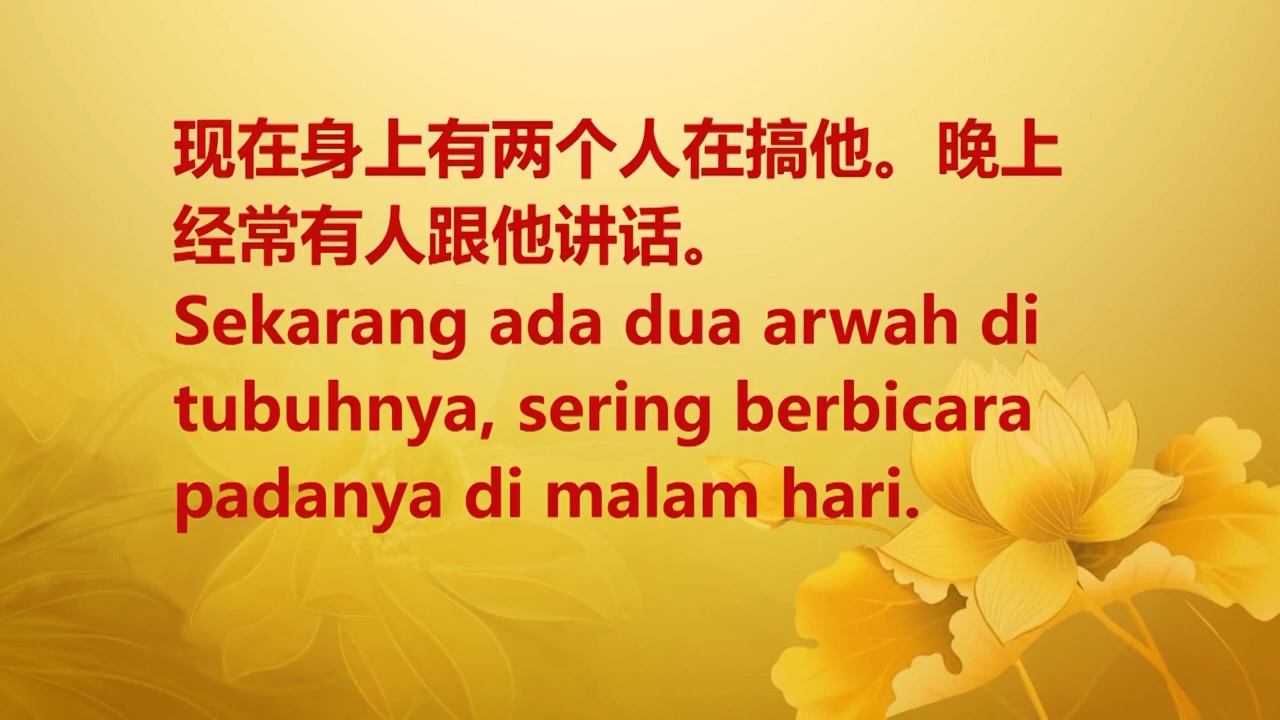 现在身上有两个人在搞他。晚上
经常有人跟他讲话。
Sekarang ada dua arwah di
tubuhnya, sering berbicara
padanya di malam hari.